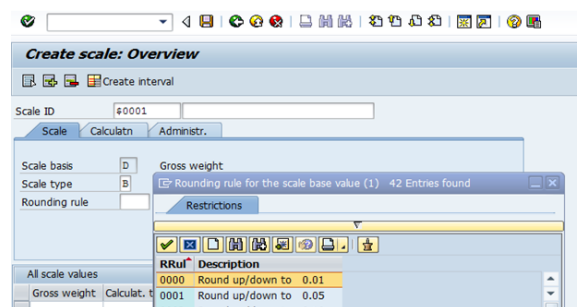 Create scale: Overview
Create interval
Scale ID $0001
Scale Calculatn Administr.
Scale basis D Gross weight
Scale type B
Rounding rule
Rounding rule for the scale base value (1) 42 Entries found
Restrictions
RRul Description
0000 Round up/down to 0.01
0001 Round up/down to 0.05
All scale values
Gross weight Calculat. t